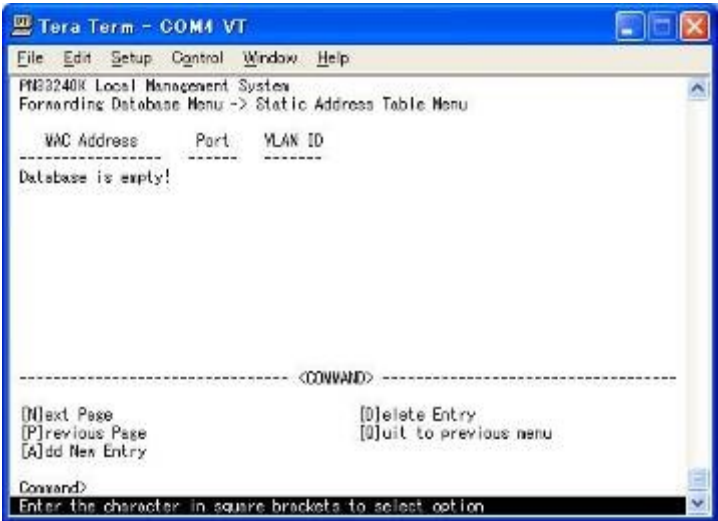 Tera Term - COM4 VT
File Edit Setup Control Window Help
PN33240K Local Management System
Forwarding Database Menu -> Static Address Table Menu
MAC Address Port VLAN ID
----------------- ------ -------
Database is empty!
------------------------------- <COMMAND> ----------------------------------
[N]ext Page [D]elete Entry
[P]revious Page [Q]uit to previous menu
[A]dd New Entry
Command>
Enter the character in square brackets to select option